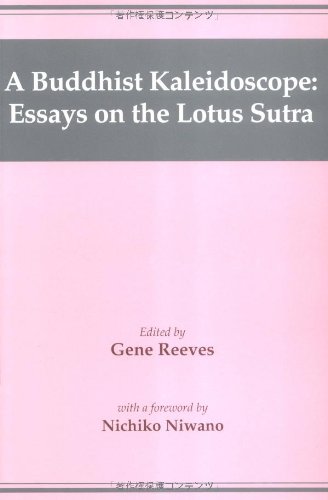 「著作権保護コンテンツ」
A Buddhist Kaleidoscope:
Essays on the Lotus Sutra
Edited by
Gene Reeves
with a foreword by
Nichiko Niwano
「著作権保護コンテンツ」